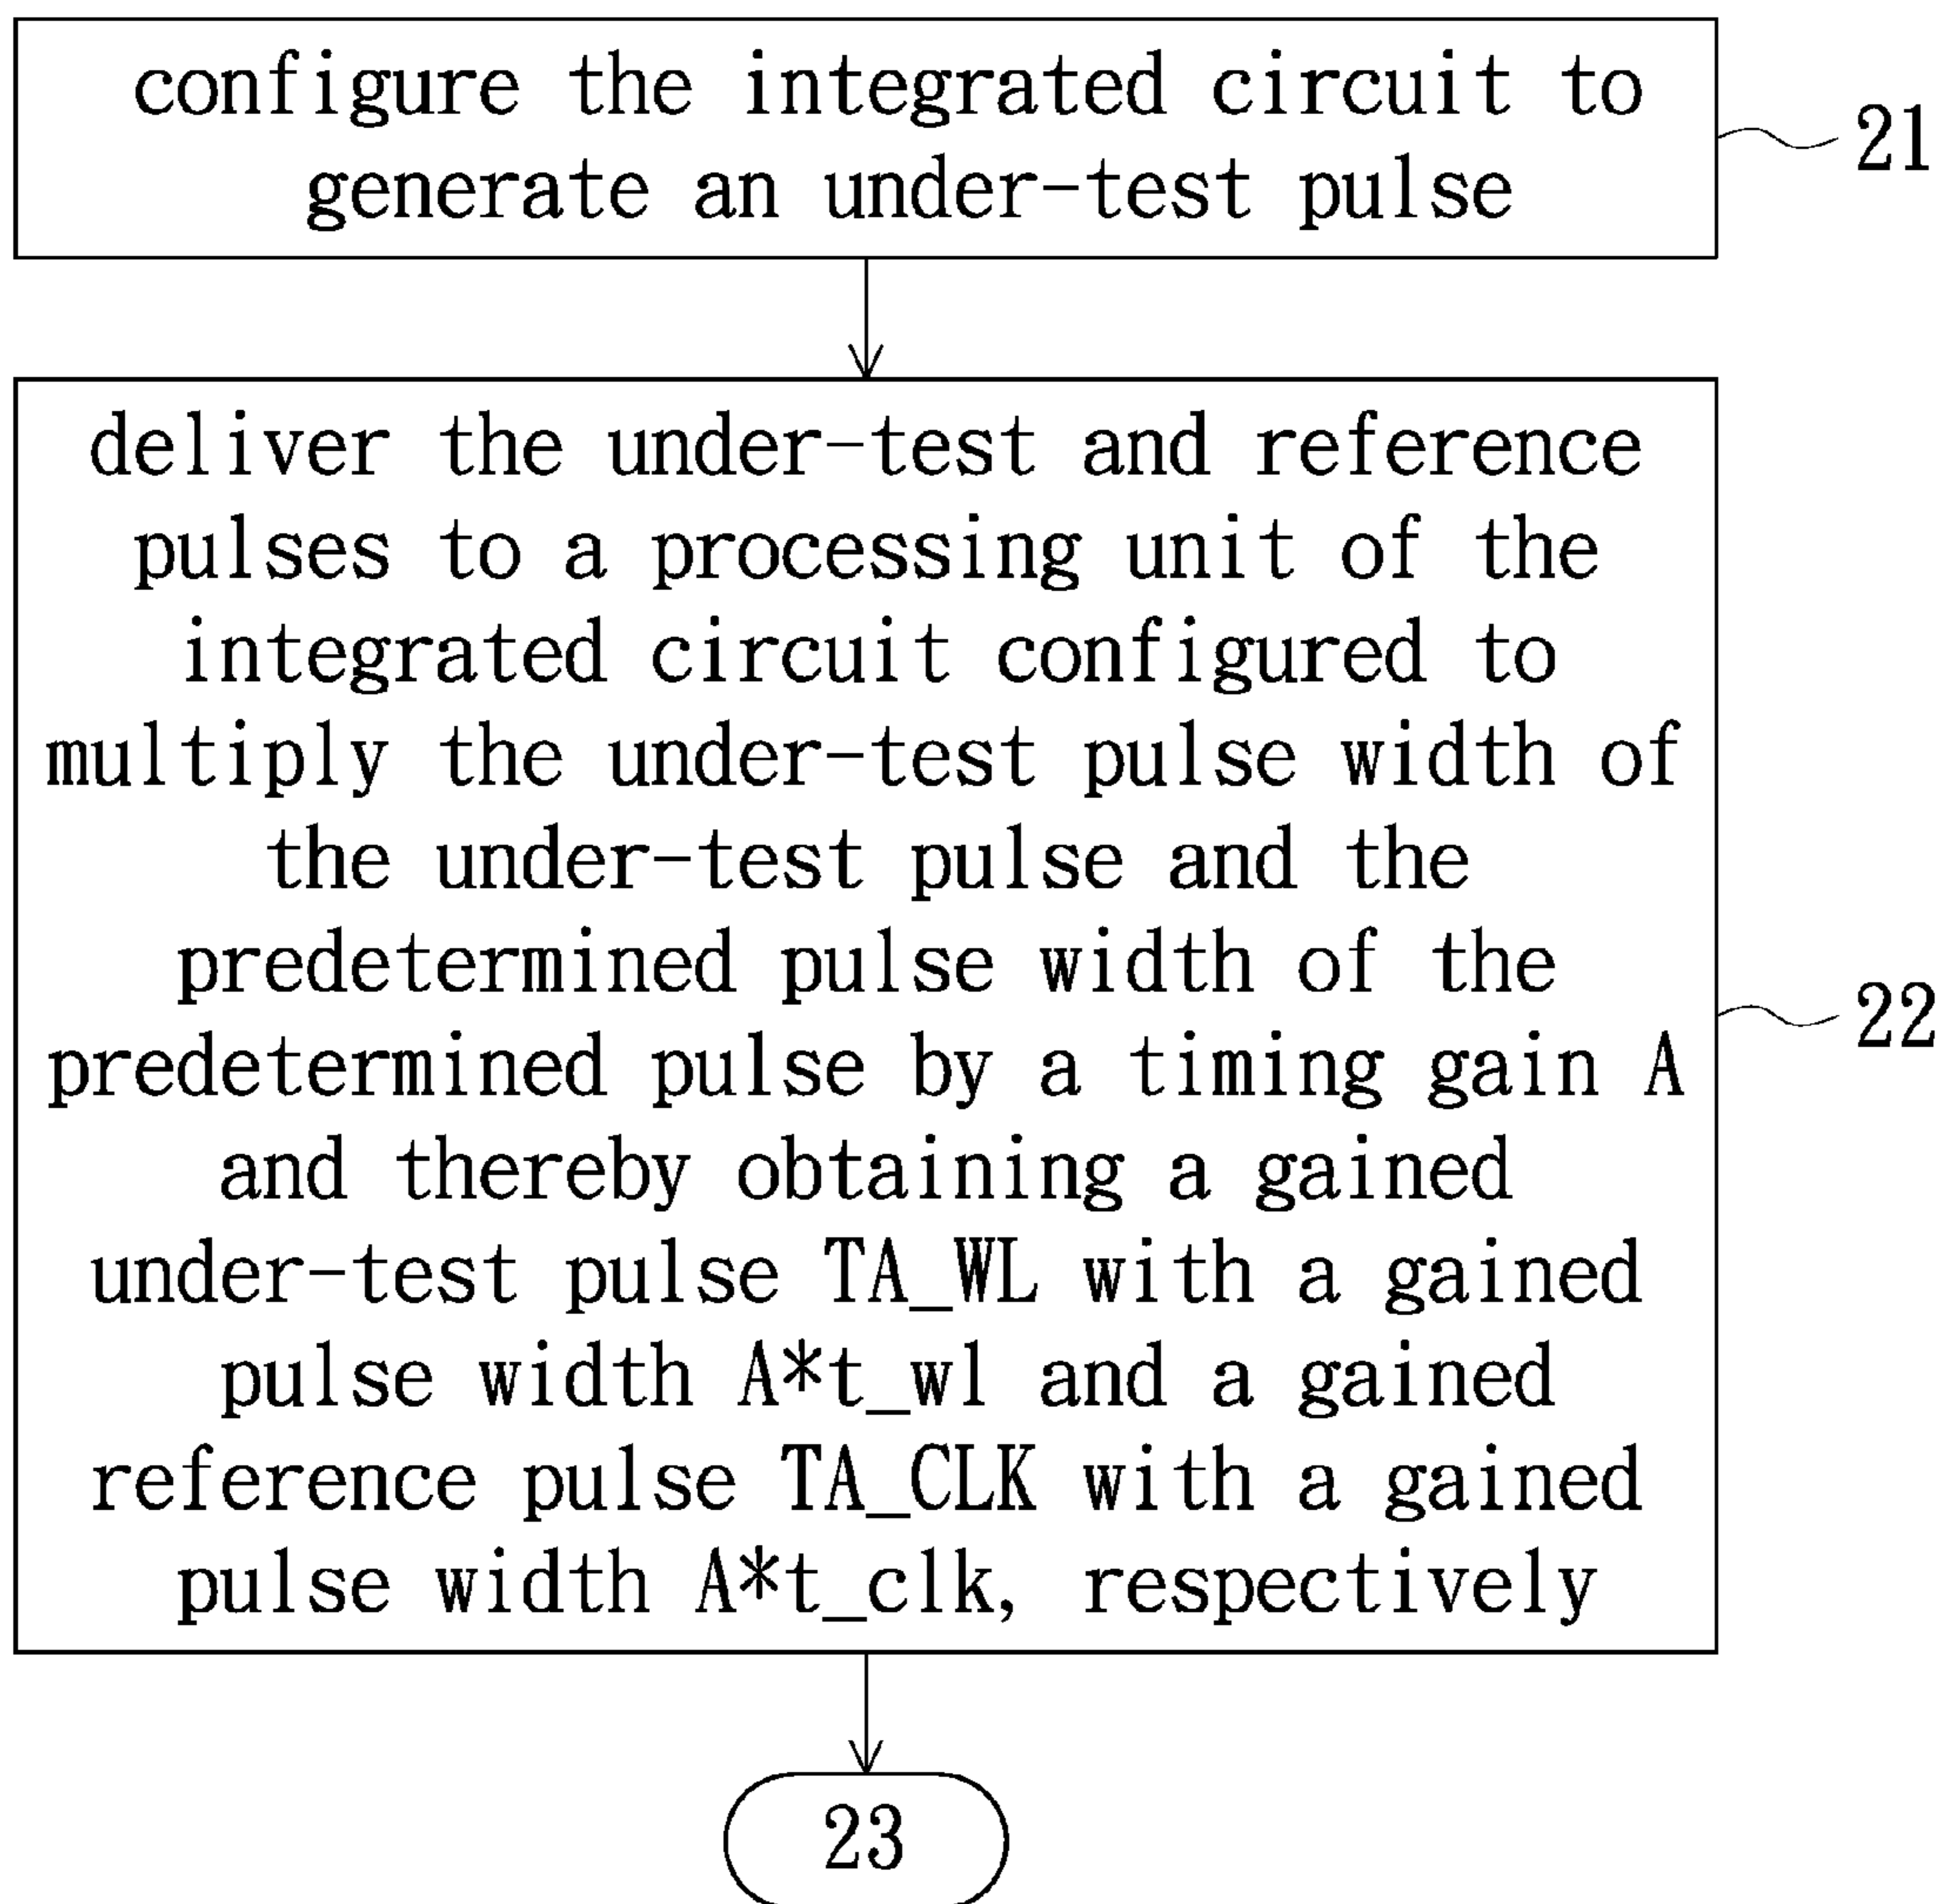 configure the integrated circuit to
generate an under-test pulse
21
deliver the under-test and reference
pulses to a processing unit of the
integrated circuit configured to
multiply the under-test pulse width of
the under-test pulse and the
predetermined pulse width of the
predetermined pulse by a timing gain A
and thereby obtaining a gained
under-test pulse TA_WL with a gained
pulse width A*t_wl and a gained
reference pulse TA_CLK with a gained
pulse width A*t_clk, respectively
22
23